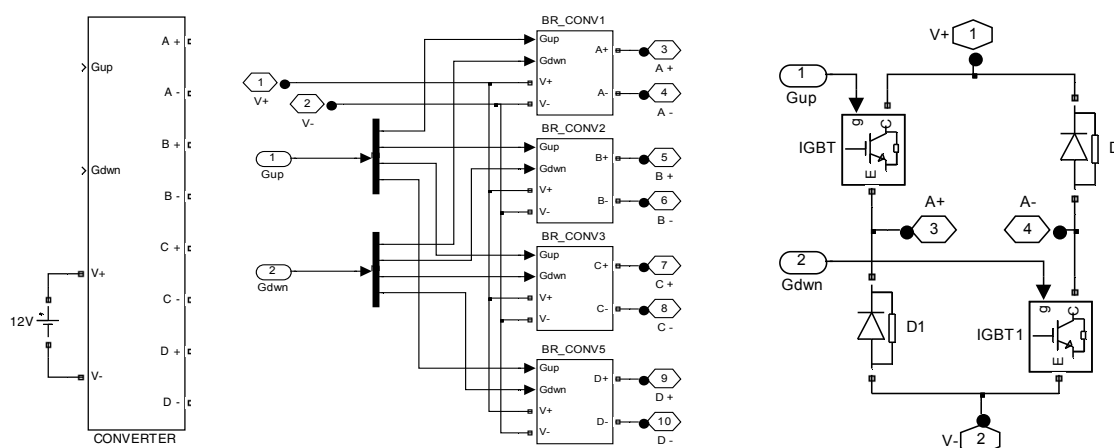 A +
Gup
A -
B +
Gdwn
B -
C +
V+
C -
12V
D +
V-
D -
CONVERTER
BR_CONV1
Gup
A+
3
A +
Gdwn
1
V+
V+
A-
4
A -
2
V-
V-
BR_CONV2
Gup
B+
5
B +
1
Gup
Gdwn
V+
B-
6
B -
V-
BR_CONV3
Gup
C+
7
C +
2
Gdwn
Gdwn
V+
C-
8
C -
V-
BR_CONV5
Gup
D+
9
D +
Gdwn
V+
D-
10
D -
V-
V+
1
1
Gup
g
C
IGBT
E
D
A+
3
A-
4
2
Gdwn
D1
g
C
IGBT1
E
V-
2